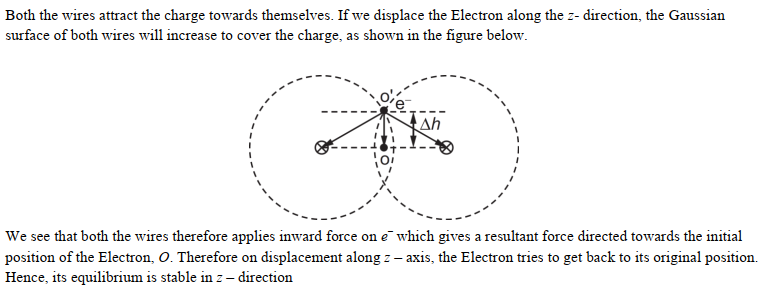 Both the wires attract the charge towards themselves. If we displace the Electron along the z- direction, the Gaussian
surface of both wires will increase to cover the charge, as shown in the figure below.
O'
e⁻
Δh
O
We see that both the wires therefore applies inward force on e⁻ which gives a resultant force directed towards the initial
position of the Electron, O. Therefore on displacement along z – axis, the Electron tries to get back to its original position.
Hence, its equilibrium is stable in z – direction